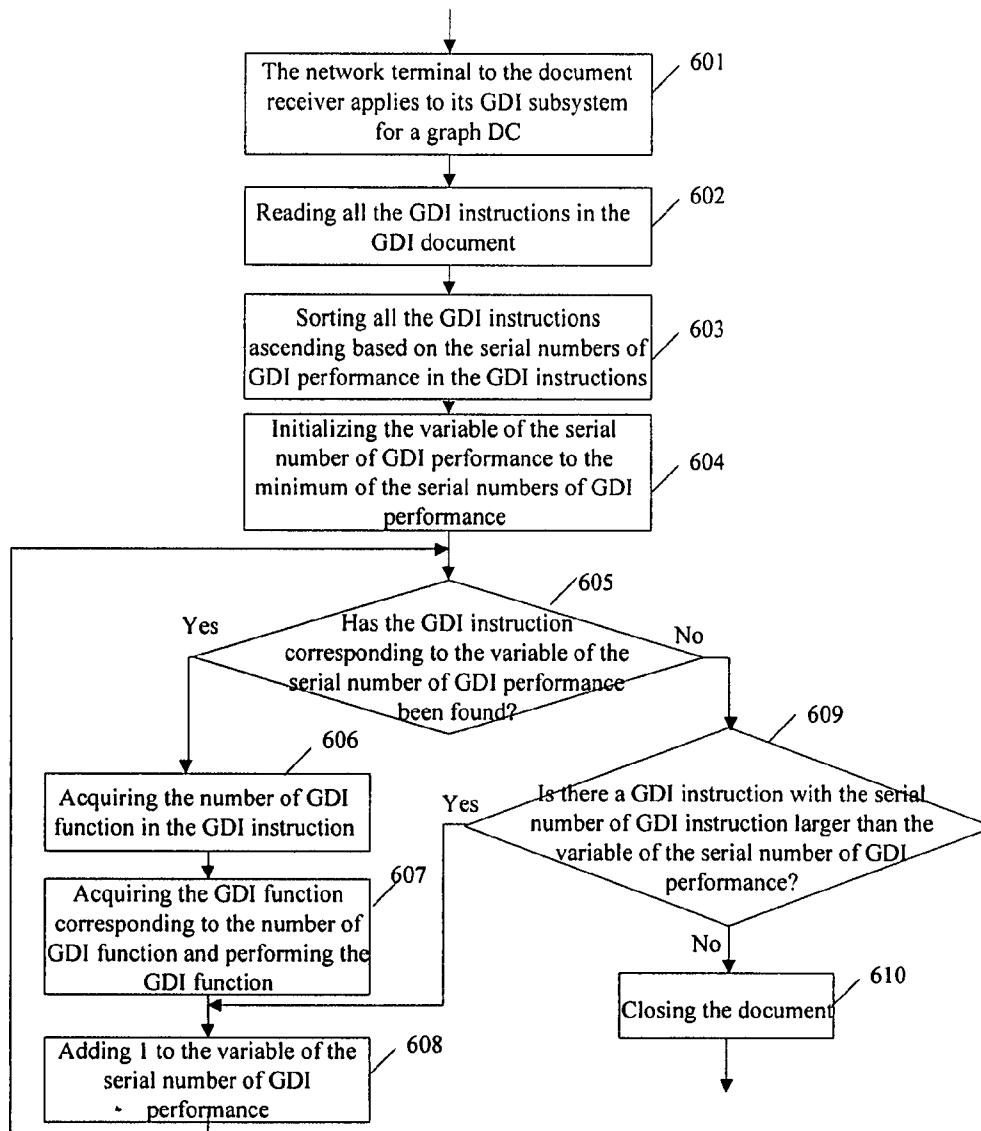 The network terminal to the document
receiver applies to its GDI subsystem
for a graph DC
601
Reading all the GDI instructions in the
GDI document
602
Sorting all the GDI instructions
ascending based on the serial numbers of
GDI performance in the GDI instructions
603
Initializing the variable of the serial
number of GDI performance to the
minimum of the serial numbers of GDI
performance
604
605
Yes
Has the GDI instruction
corresponding to the variable of the
serial number of GDI performance
been found?
No
609
606
Acquiring the number of GDI
function in the GDI instruction
Yes
Is there a GDI instruction with the serial
number of GDI instruction larger than the
variable of the serial number of GDI
performance?
607
Acquiring the GDI function
corresponding to the number of
GDI function and performing the
GDI function
No
610
Closing the document
Adding 1 to the variable of the
serial number of GDI
performance
608